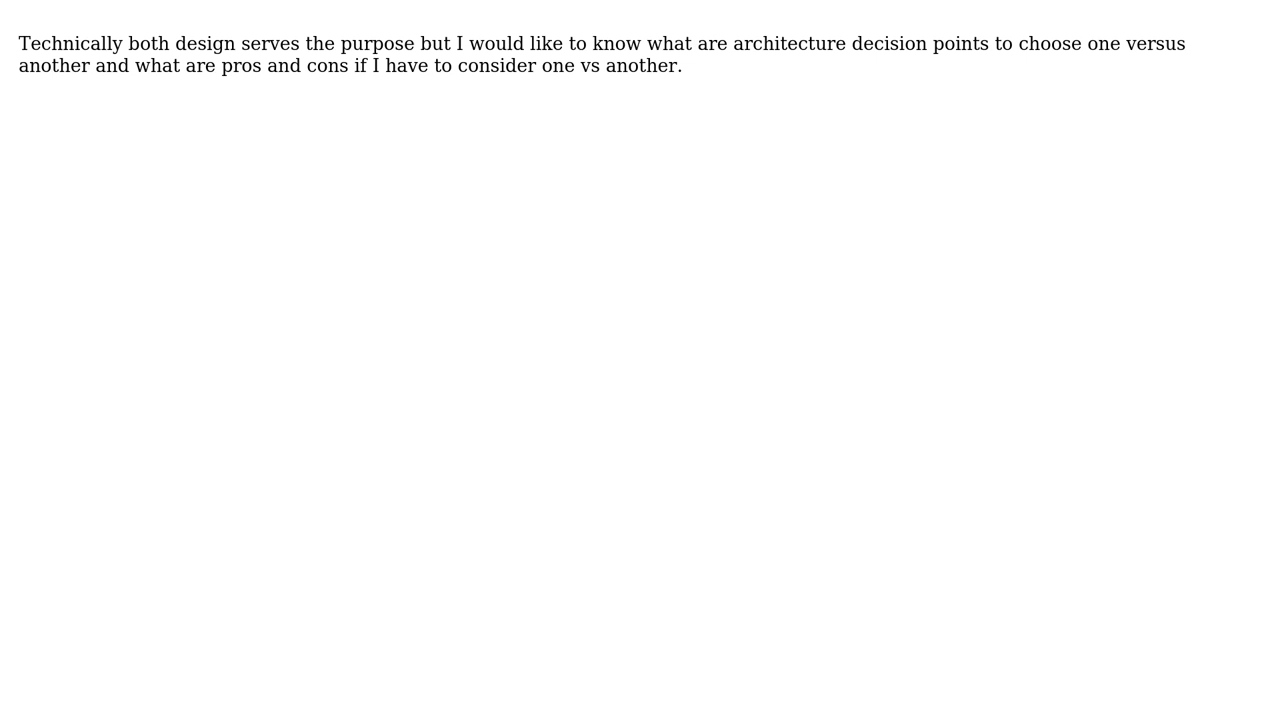 Technically both design serves the purpose but I would like to know what are architecture decision points to choose one versus
another and what are pros and cons if I have to consider one vs another.